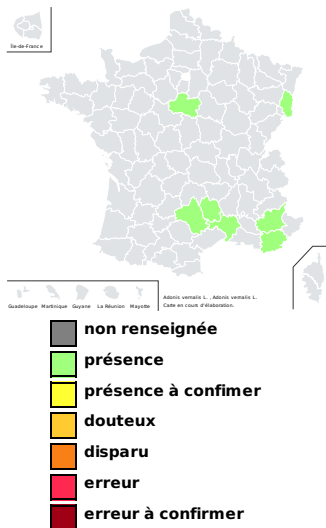 Île-de-France
Guadeloupe Martinique Guyane La Réunion Mayotte
Adonis vernalis L. , Adonis vernalis L.
Carte en cours d'élaboration.
non renseignée
présence
présence à confimer
douteux
disparu
erreur
erreur à confirmer